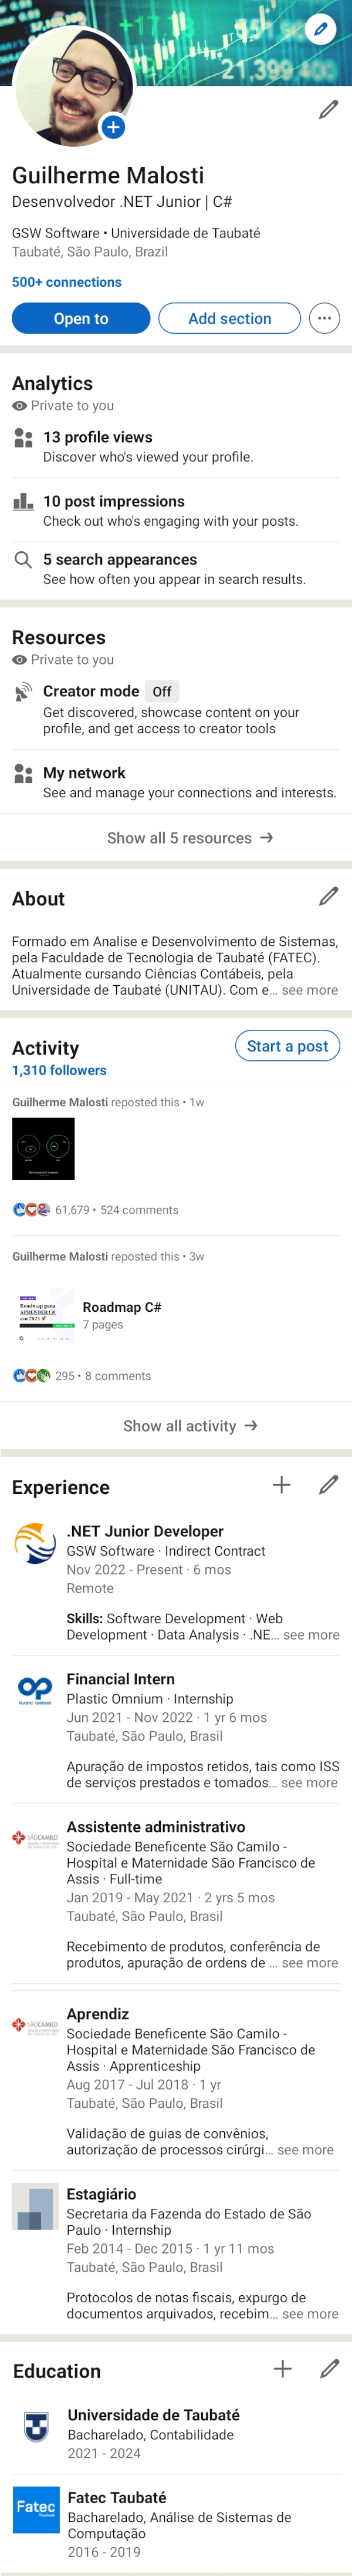 +17.
21,399 400
Guilherme Malosti
Desenvolvedor .NET Junior | C#
GSW Software • Universidade de Taubaté
Taubaté, São Paulo, Brazil
500+ connections
Open to
Add section
Analytics
Private to you
13 profile views
Discover who's viewed your profile.
10 post impressions
Check out who's engaging with your posts.
5 search appearances
See how often you appear in search results.
Resources
Private to you
Creator mode Off
Get discovered, showcase content on your
profile, and get access to creator tools
My network
See and manage your connections and interests.
Show all 5 resources →
About
Formado em Analise e Desenvolvimento de Sistemas,
pela Faculdade de Tecnologia de Taubaté (FATEC).
Atualmente cursando Ciências Contábeis, pela
Universidade de Taubaté (UNITAU). Com e... see more
Activity
Start a post
1,310 followers
Guilherme Malosti reposted this • 1w
61,679 • 524 comments
Guilherme Malosti reposted this • 3w
Roadmap para
APRENDER C#
em 2023
Roadmap C#
7 pages
295 • 8 comments
Show all activity →
Experience
.NET Junior Developer
GSW Software · Indirect Contract
Nov 2022 - Present · 6 mos
Remote
Skills: Software Development · Web
Development · Data Analysis · .NE... see more
PLASTIC OMNIUM
Financial Intern
Plastic Omnium · Internship
Jun 2021 - Nov 2022 · 1 yr 6 mos
Taubaté, São Paulo, Brasil
Apuração de impostos retidos, tais como ISS
de serviços prestados e tomados... see more
SÃOCAMILO
Assistente administrativo
Sociedade Beneficente São Camilo -
Hospital e Maternidade São Francisco de
Assis · Full-time
Jan 2019 - May 2021 · 2 yrs 5 mos
Taubaté, São Paulo, Brasil
Recebimento de produtos, conferência de
produtos, apuração de ordens de ... see more
SÃOCAMILO
Aprendiz
Sociedade Beneficente São Camilo -
Hospital e Maternidade São Francisco de
Assis · Apprenticeship
Aug 2017 - Jul 2018 · 1 yr
Taubaté, São Paulo, Brasil
Validação de guias de convênios,
autorização de processos cirúrgi... see more
Estagiário
Secretaria da Fazenda do Estado de São
Paulo · Internship
Feb 2014 - Dec 2015 · 1 yr 11 mos
Taubaté, São Paulo, Brasil
Protocolos de notas fiscais, expurgo de
documentos arquivados, recebim... see more
Education
Universidade de Taubaté
Bacharelado, Contabilidade
2021 - 2024
Fatec
Fatec Taubaté
Bacharelado, Análise de Sistemas de
Computação
2016 - 2019